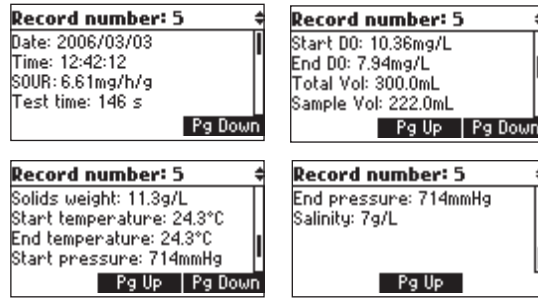 Record number: 5
Date: 2006/03/03
Time: 12:42:12
SOUR: 6.61mg/h/g
Test time: 146 s
Pg Down
Record number: 5
Start DO: 10.36mg/L
End DO: 7.94mg/L
Total Vol: 300.0mL
Sample Vol: 222.0mL
Pg Up Pg Down
Record number: 5
Solids weight: 11.3g/L
Start temperature: 24.3°C
End temperature: 24.3°C
Start pressure: 714mmHg
Pg Up Pg Down
Record number: 5
End pressure: 714mmHg
Salinity: 7g/L
Pg Up